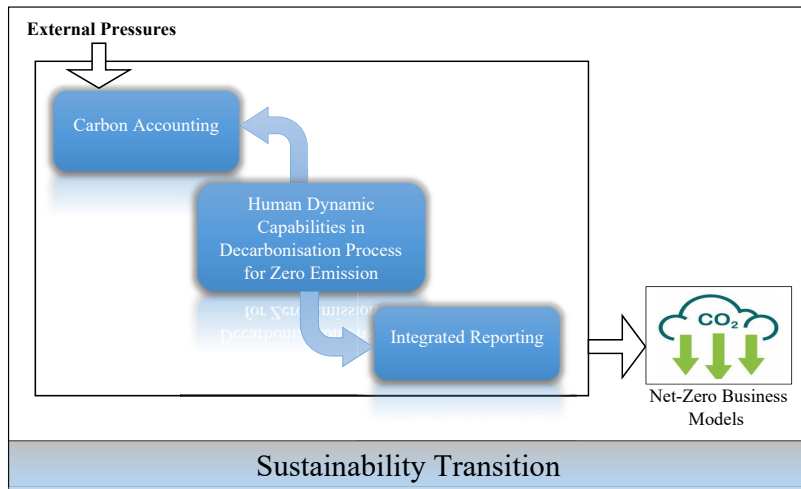 External Pressures
Carbon Accounting
Human Dynamic
Capabilities in
Decarbonisation Process
for Zero Emission
Integrated Reporting
CO₂
Net-Zero Business
Models
Sustainability Transition